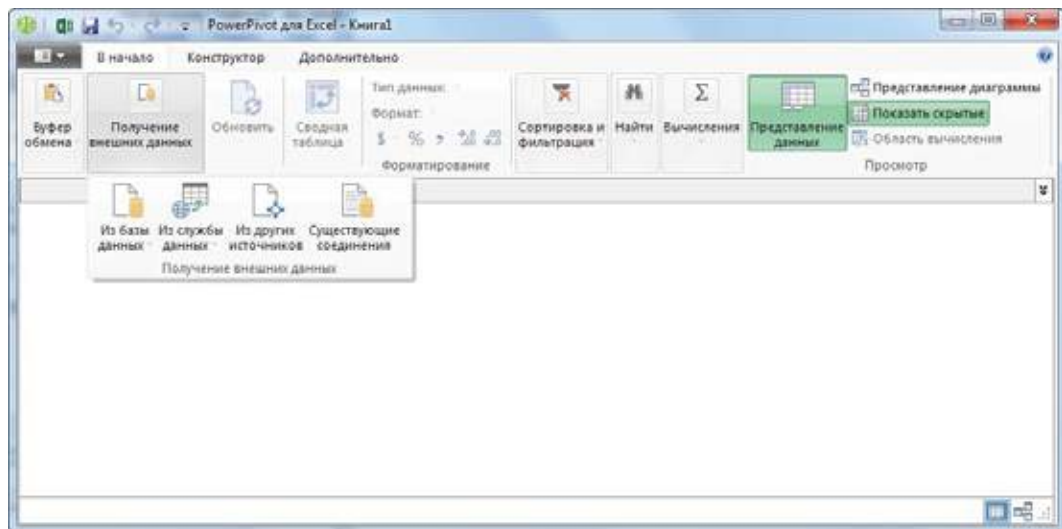 PowerPivot для Excel - Книга1
В начало Конструктор Дополнительно
Буфер обмена
Получение внешних данных
Обновить
Сводная таблица
Тип данных:
Формат:
$ % ,
Форматирование
Сортировка и фильтрация
Найти
Вычисления
Представление данных
Представление диаграммы
Показать скрытые
Область вычисления
Просмотр
Из базы данных
Из службы данных
Из других источников
Существующие соединения
Получение внешних данных